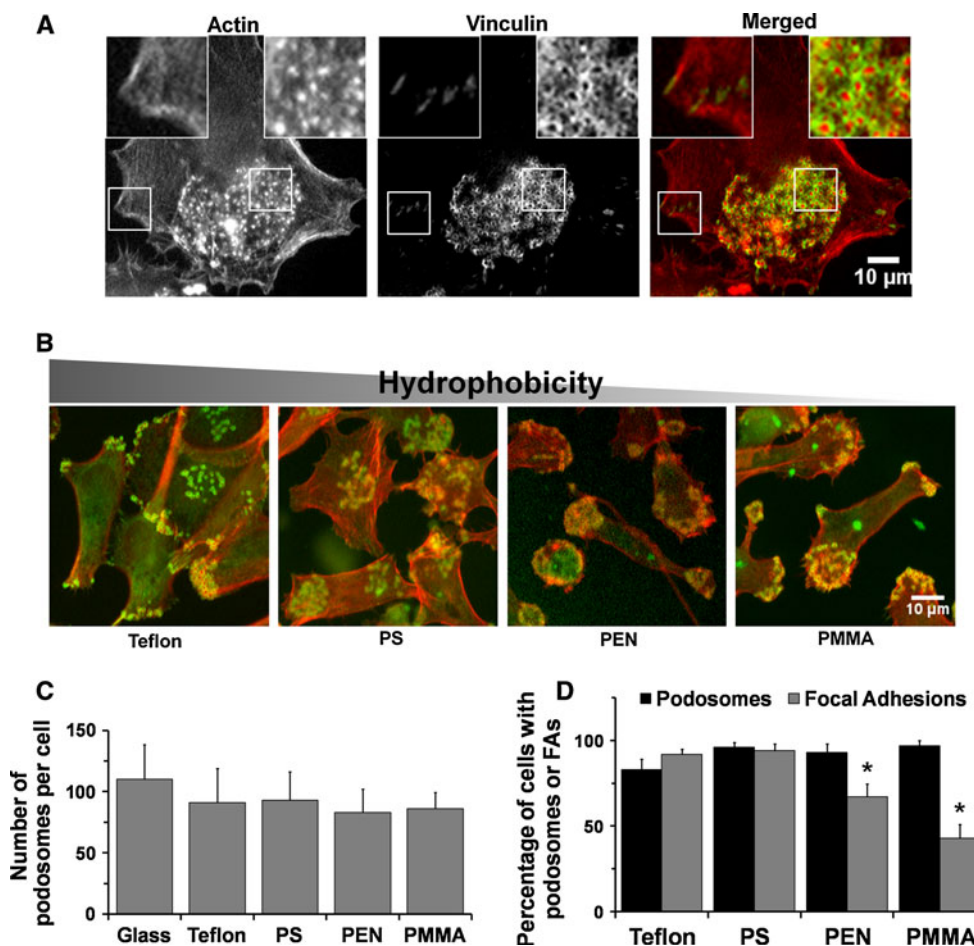 A
Actin
Vinculin
Merged
10 µm
B
Hydrophobicity
Teflon
PS
PEN
PMMA
10 µm
C
Number of
podosomes per cell
150
100
50
0
Glass
Teflon
PS
PEN
PMMA
D
Podosomes
Focal Adhesions
Percentage of cells with
podosomes or FAs
100
50
0
*
*
Teflon
PS
PEN
PMMA